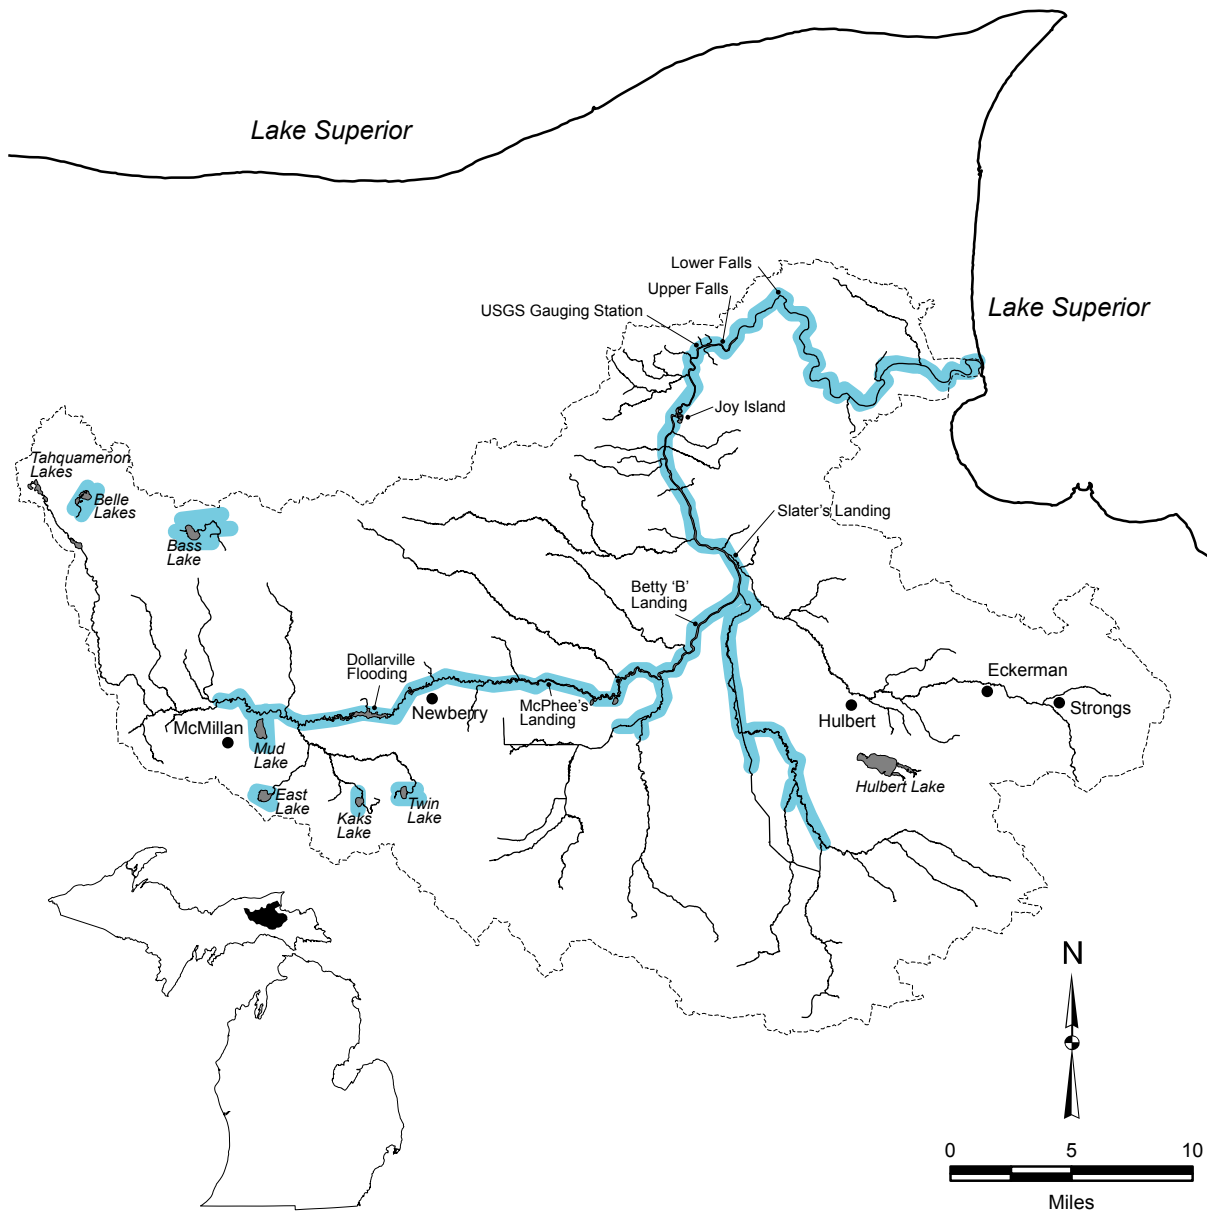 Lake Superior
Lower Falls
Upper Falls
USGS Gauging Station
Lake Superior
Joy Island
Tahquamenon
Lakes
Belle
Lakes
Bass
Lake
Slater's Landing
Betty 'B'
Landing
Dollarville
Flooding
McPhee's
Landing
Newberry
McMillan
Mud
Lake
East
Lake
Kaks
Lake
Twin
Lake
Eckerman
Strongs
Hulbert
Hulbert Lake
N
0 5 10
Miles